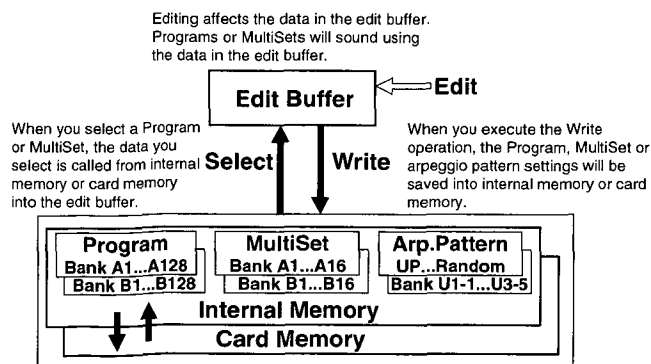 Editing affects the data in the edit buffer.
Programs or MultiSets will sound using
the data in the edit buffer.
Edit Buffer
Edit
When you select a Program
or MultiSet, the data you
select is called from internal
memory or card memory
into the edit buffer.
Select
Write
When you execute the Write
operation, the Program, MultiSet or
arpeggio pattern settings will be
saved into internal memory or card
memory.
Program
Bank A1...A128
Bank B1...B128
MultiSet
Bank A1...A16
Bank B1...B16
Arp.Pattern
UP...Random
Bank U1-1...U3-5
Internal Memory
Card Memory